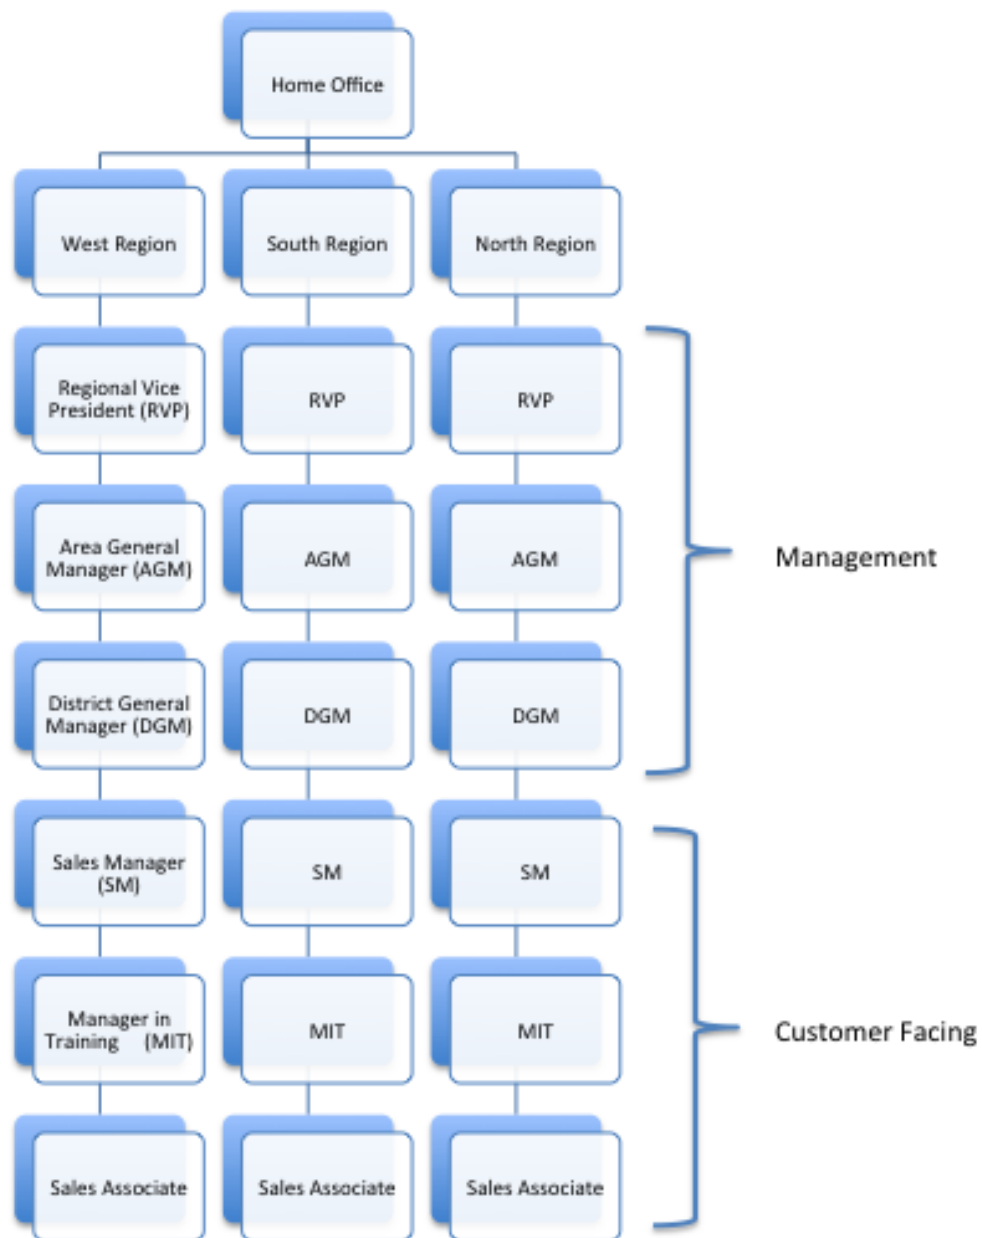 Home Office
West Region
South Region
North Region
Regional Vice
President (RVP)
RVP
RVP
Area General
Manager (AGM)
AGM
AGM
Management
District General
Manager (DGM)
DGM
DGM
Sales Manager
(SM)
SM
SM
Manager in
Training (MIT)
MIT
MIT
Customer Facing
Sales Associate
Sales Associate
Sales Associate